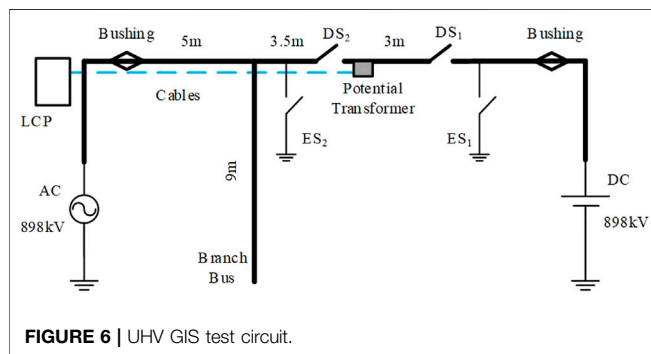 Bushing
5m
3.5m
DS₂
3m
DS₁
Bushing
LCP
Cables
Potential
Transformer
ES₂
ES₁
9m
AC
898kV
DC
898kV
Branch
Bus
FIGURE 6 | UHV GIS test circuit.